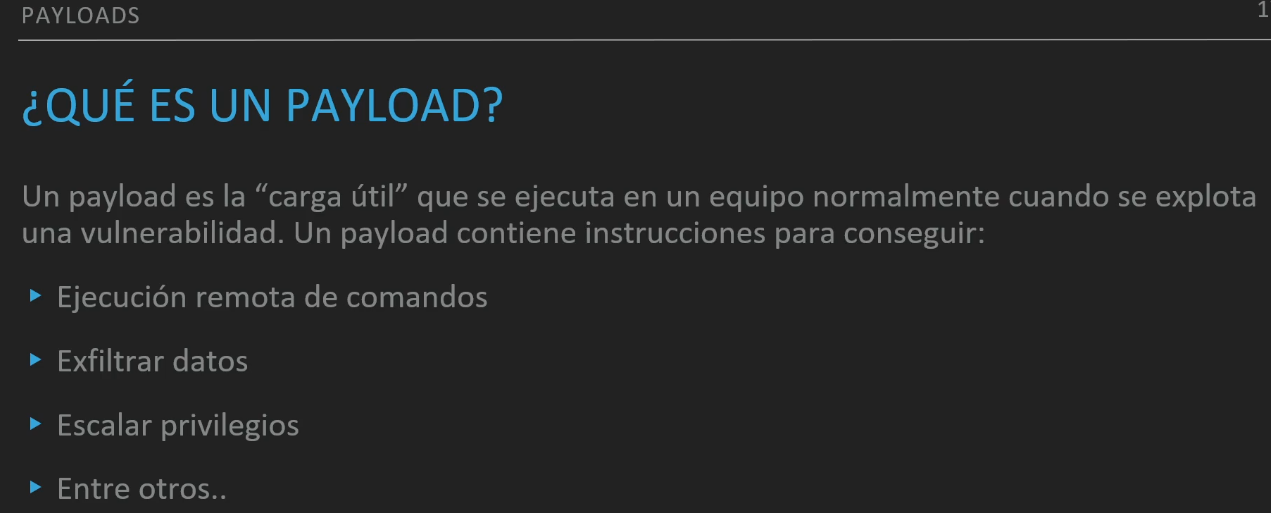 PAYLOADS
1
¿QUÉ ES UN PAYLOAD?
Un payload es la “carga útil” que se ejecuta en un equipo normalmente cuando se explota
una vulnerabilidad. Un payload contiene instrucciones para conseguir:
Ejecución remota de comandos
Exfiltrar datos
Escalar privilegios
Entre otros..